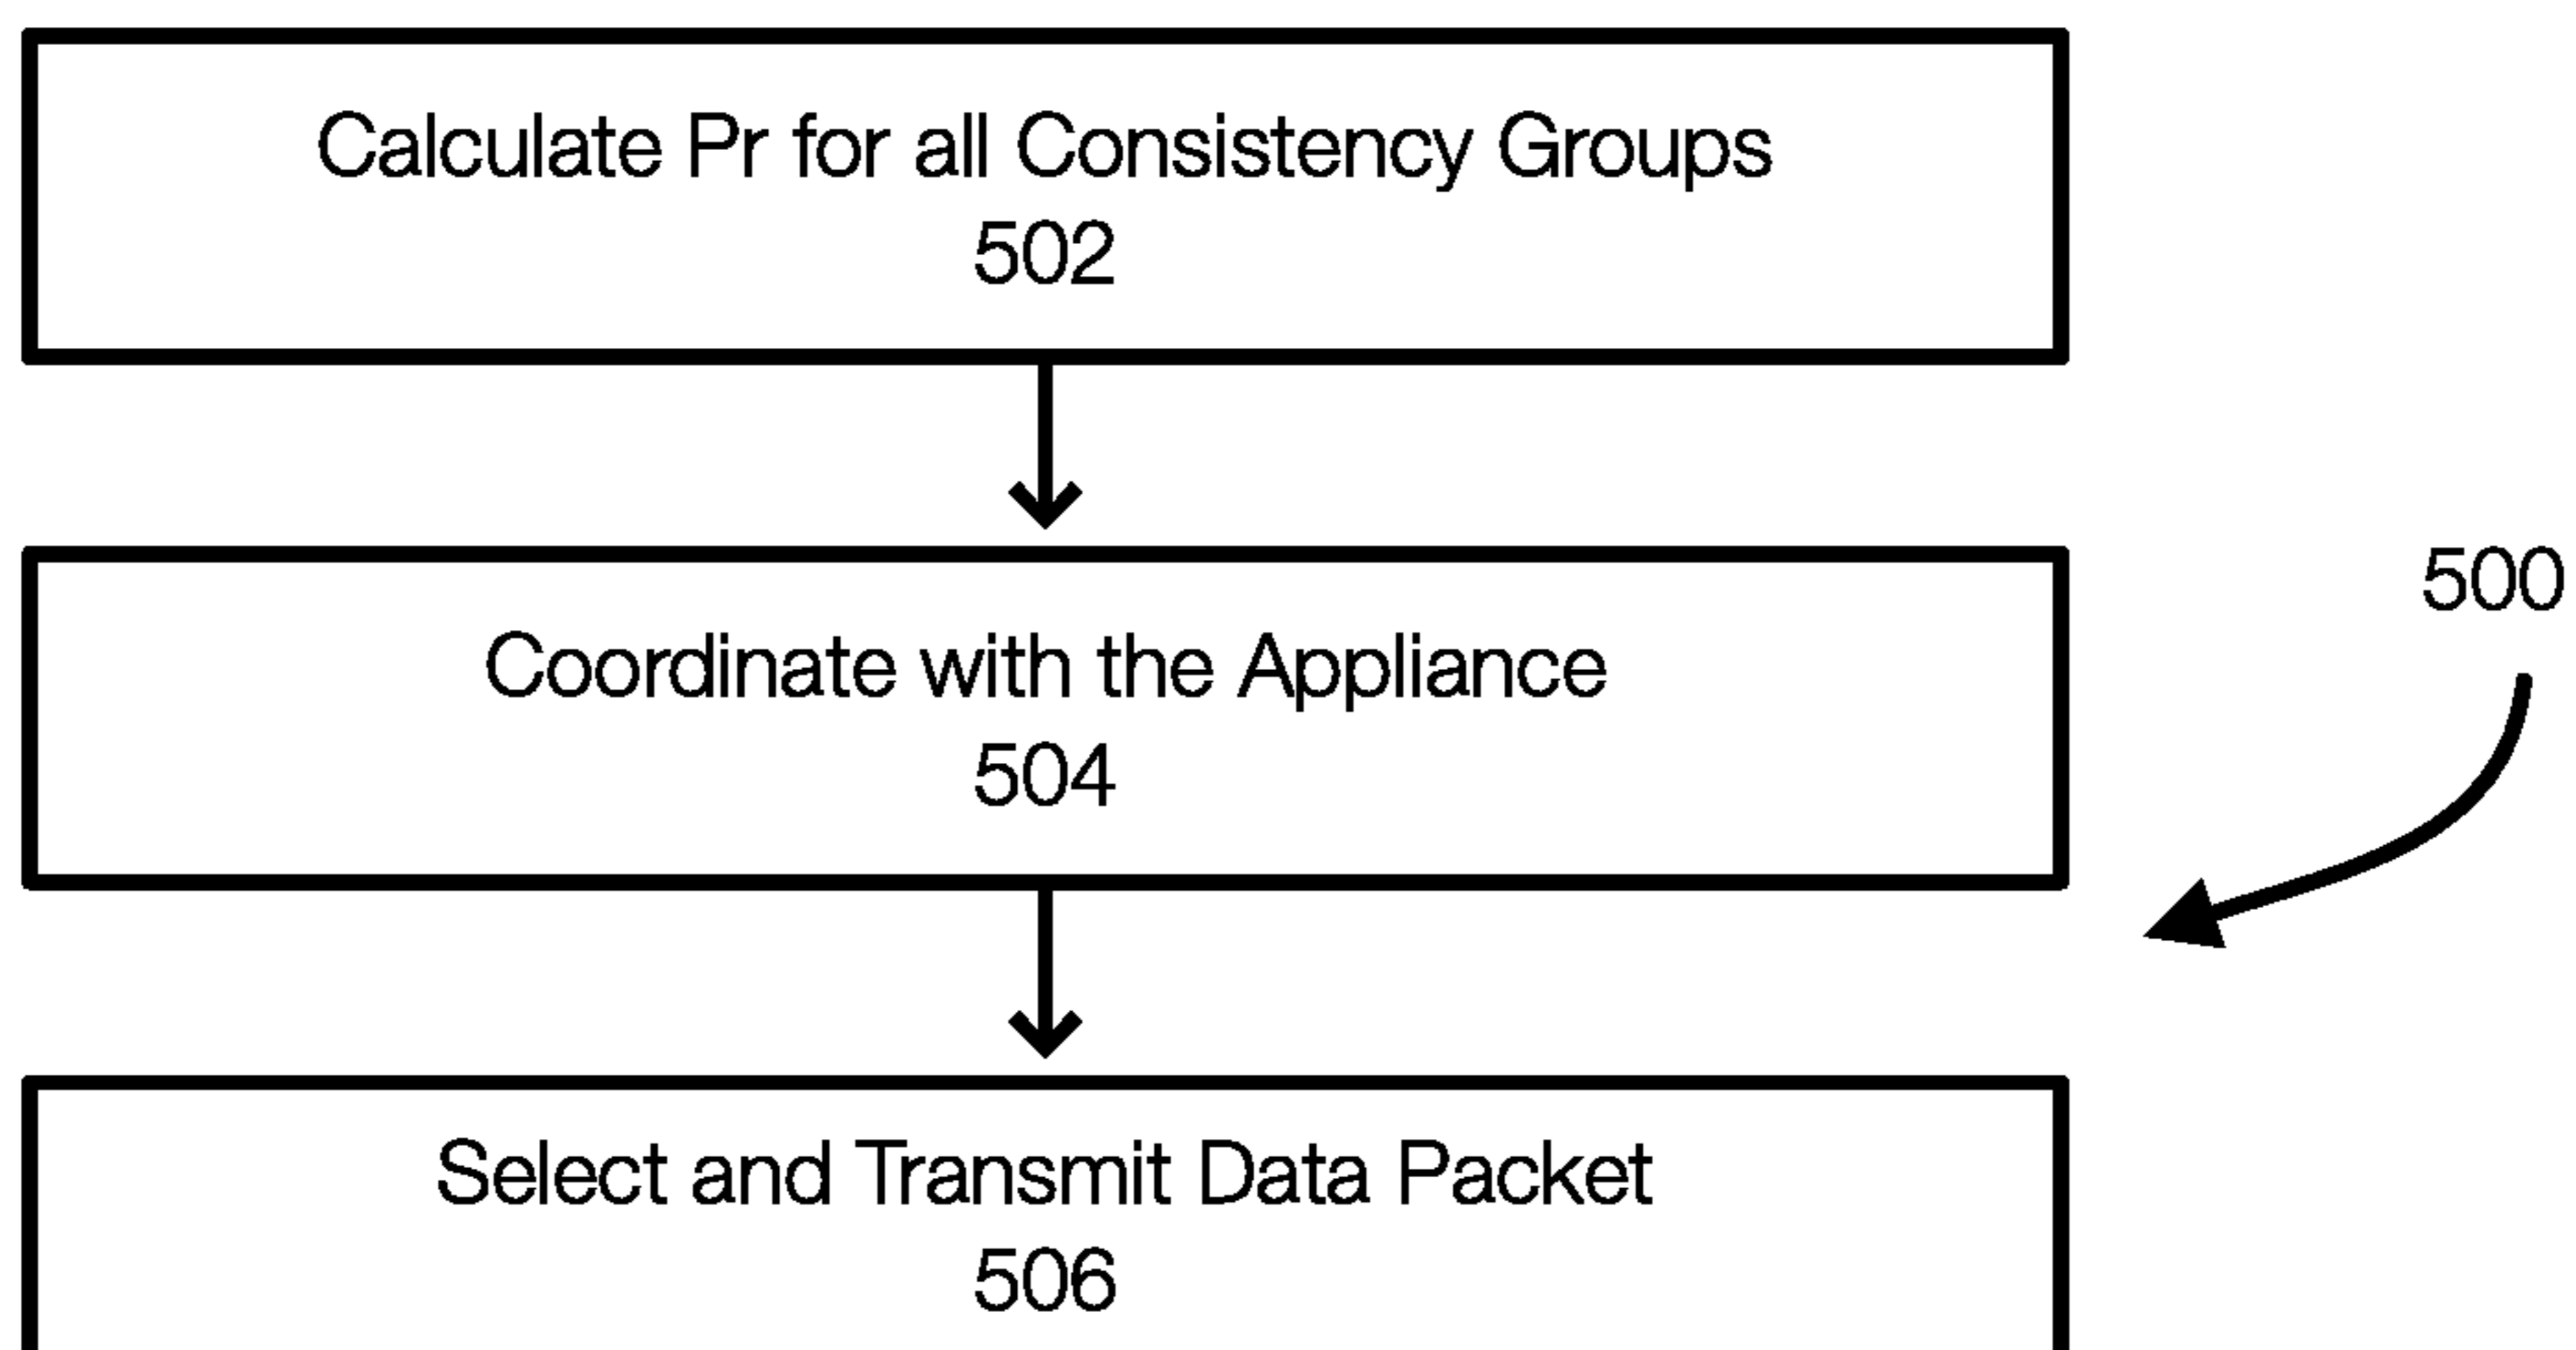 Calculate Pr for all Consistency Groups
502
Coordinate with the Appliance
504
500
Select and Transmit Data Packet
506